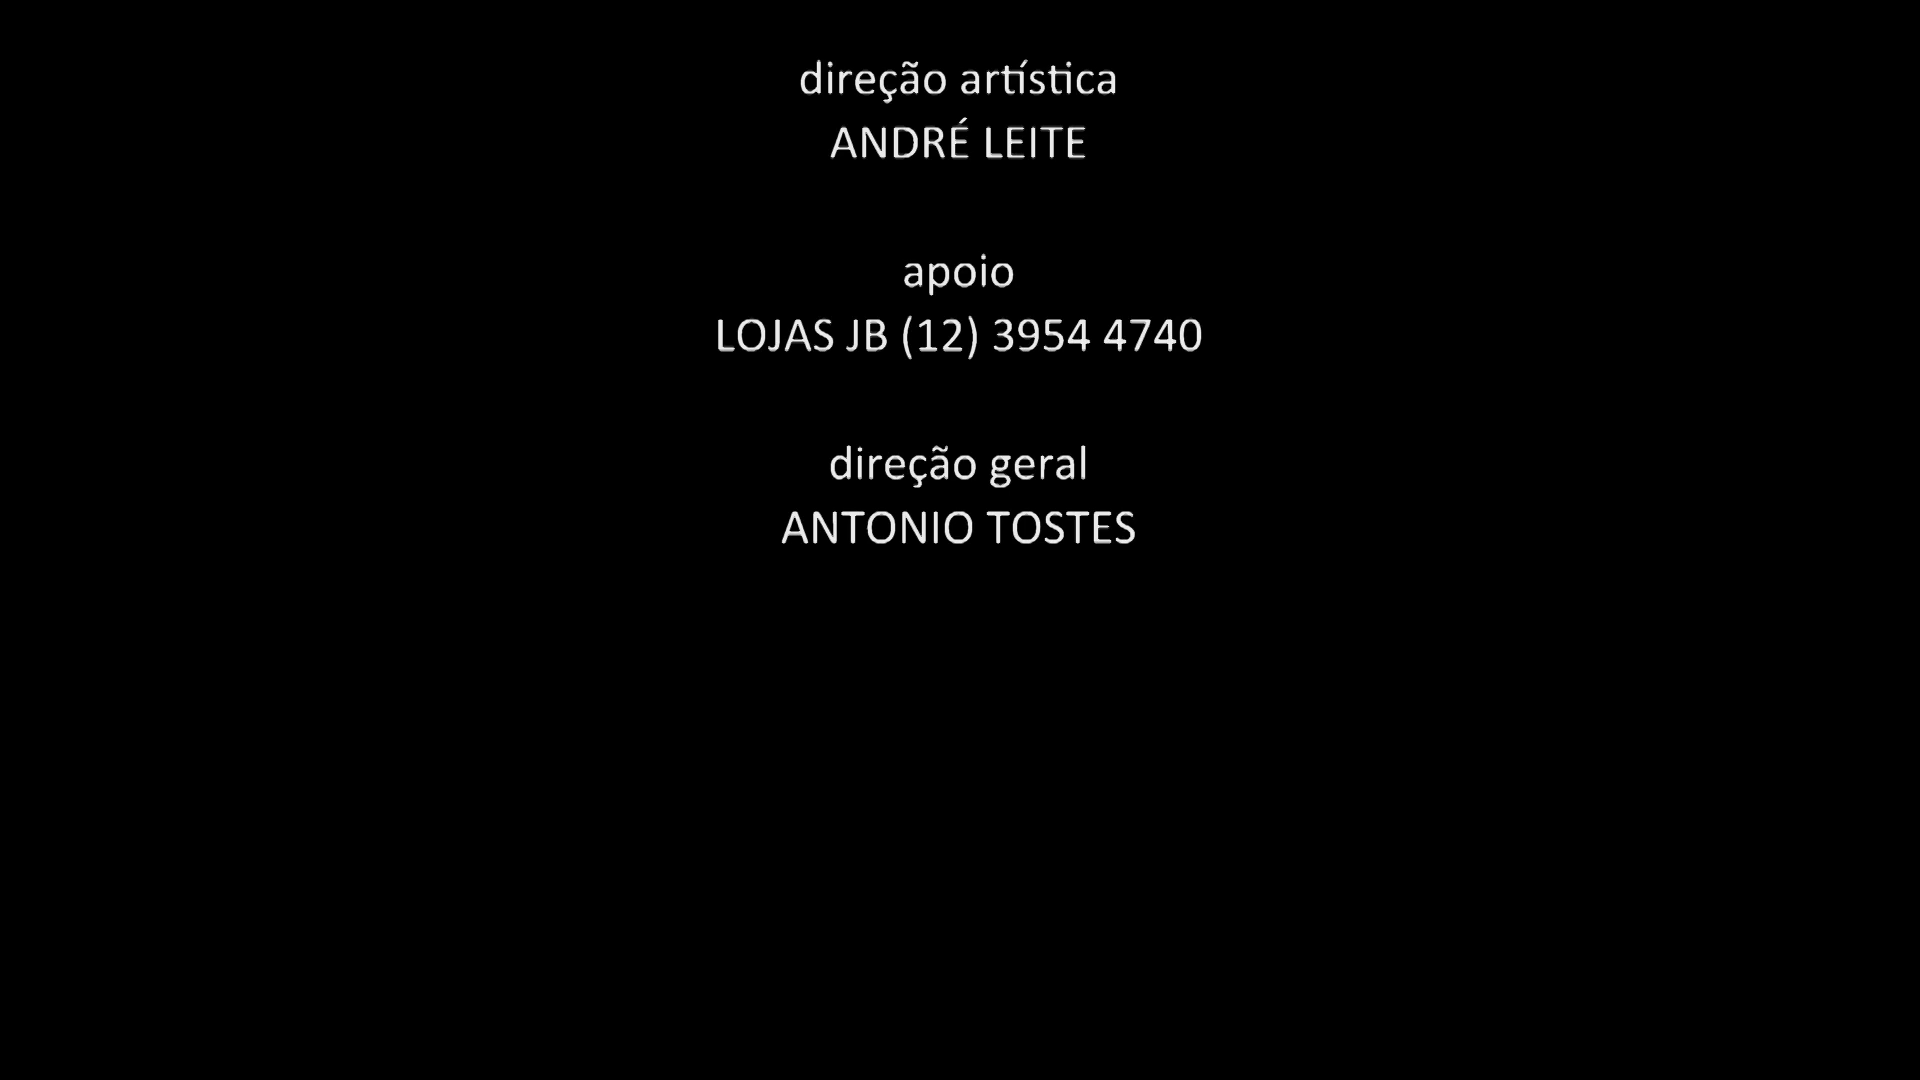 direção artística
ANDRÉ LEITE
apoio
LOJAS JB (12) 3954 4740
direção geral
ANTONIO TOSTES